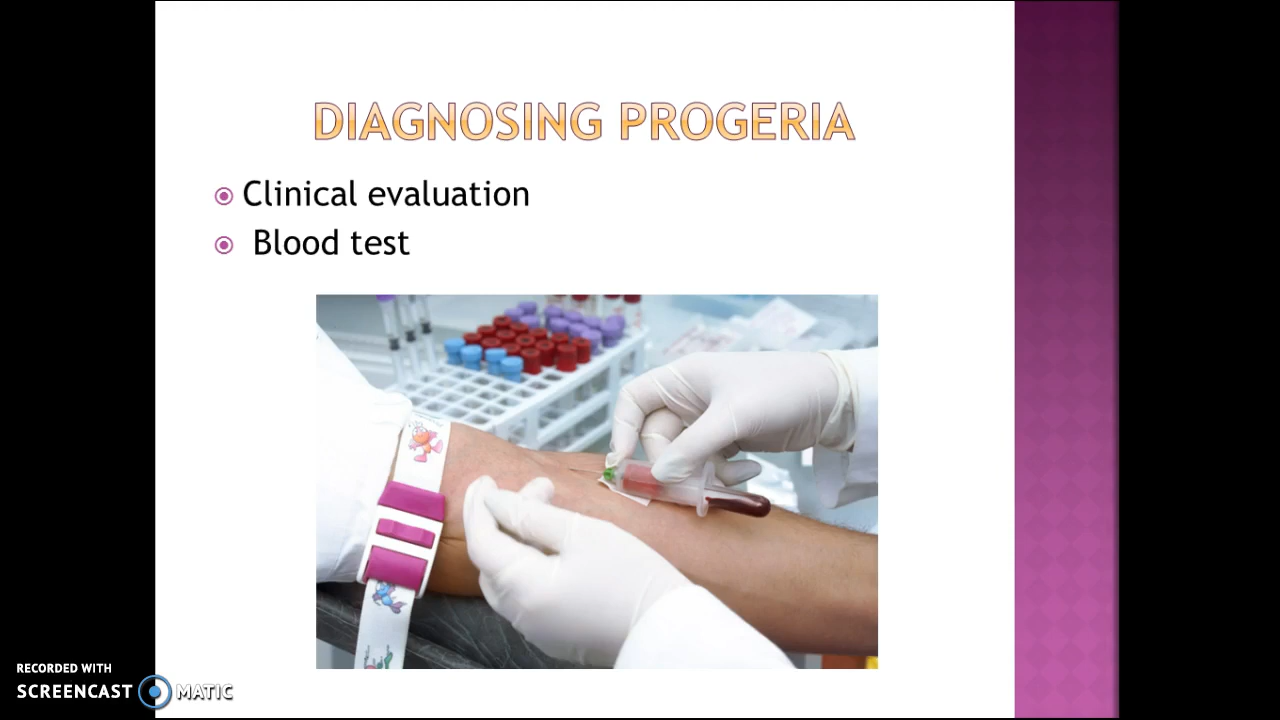 DIAGNOSING PROGERIA
Clinical evaluation
Blood test
RECORDED WITH
SCREENCAST MATIC